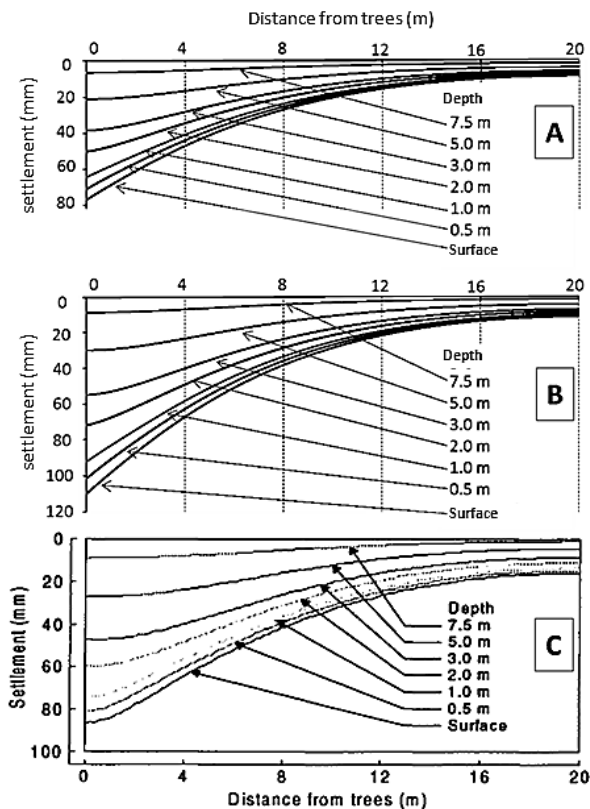 Distance from trees (m)
0 4 8 12 16 20
0
20
40
60
80
settlement (mm)
Depth
7.5 m
5.0 m
3.0 m
2.0 m
1.0 m
0.5 m
Surface
A
0 4 8 12 16 20
0
20
40
60
80
100
120
settlement (mm)
Depth
7.5 m
5.0 m
3.0 m
2.0 m
1.0 m
0.5 m
Surface
B
0
20
40
60
80
100
Settlement (mm)
Depth
7.5 m
5.0 m
3.0 m
2.0 m
1.0 m
0.5 m
Surface
C
0 4 8 12 16 20
Distance from trees (m)